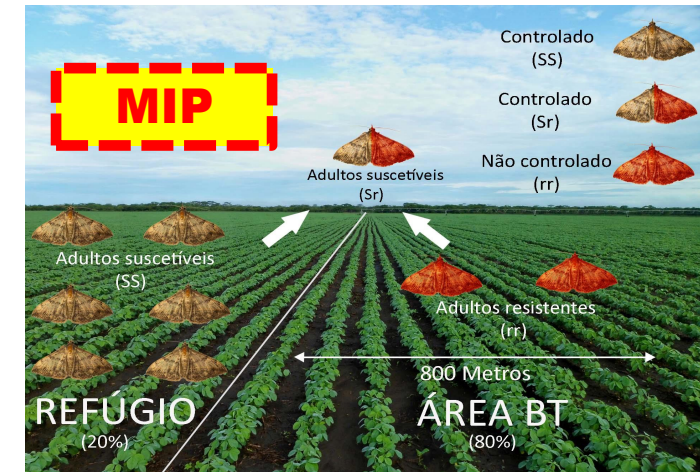 MIP
Controlado
(SS)
Controlado
(Sr)
Não controlado
(rr)
Adultos suscetíveis
(Sr)
Adultos suscetíveis
(SS)
Adultos resistentes
(rr)
800 Metros
REFÚGIO
(20%)
ÁREA BT
(80%)